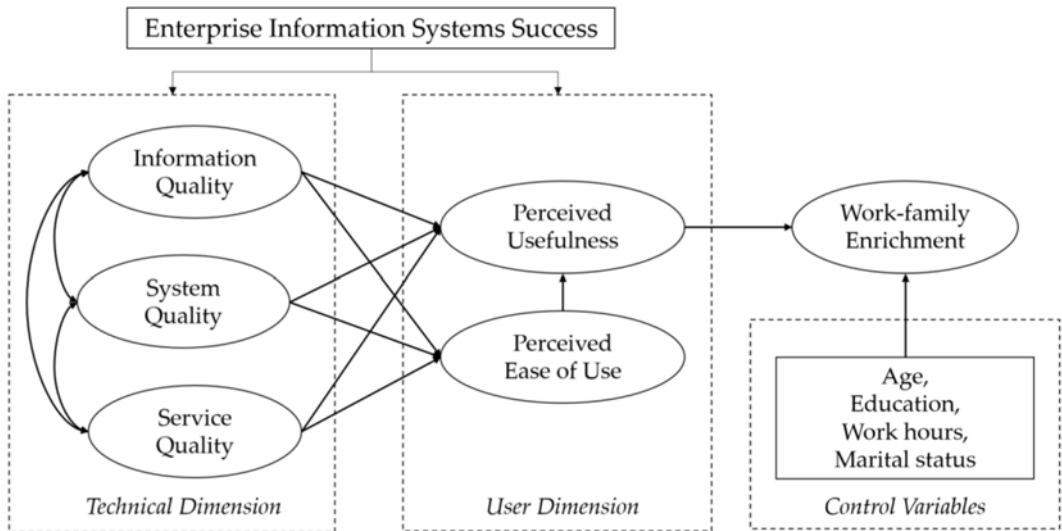 Enterprise Information Systems Success
Information
Quality
System
Quality
Service
Quality
Technical Dimension
Perceived
Usefulness
Perceived
Ease of Use
User Dimension
Work-family
Enrichment
Age,
Education,
Work hours,
Marital status
Control Variables